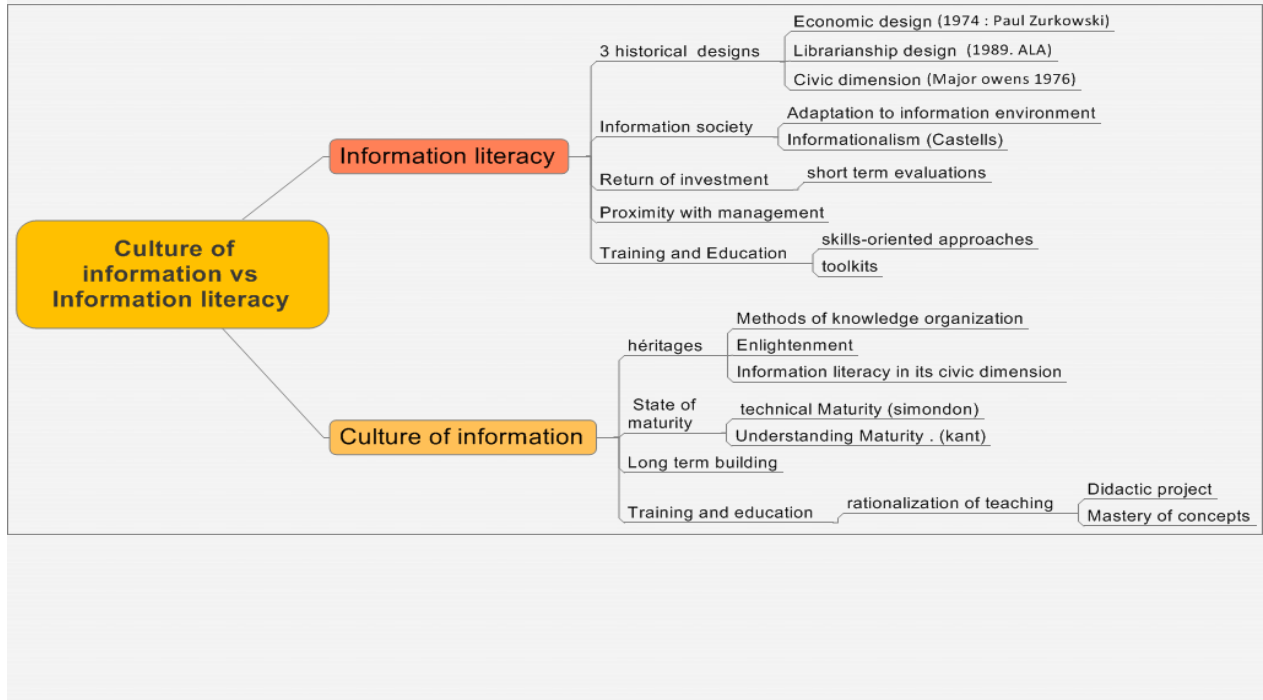 Culture of
information vs
Information literacy
Information literacy
3 historical designs
Economic design (1974 : Paul Zurkowski)
Librarianship design (1989. ALA)
Civic dimension (Major owens 1976)
Information society
Adaptation to information environment
Informationalism (Castells)
Return of investment
short term evaluations
Proximity with management
Training and Education
skills-oriented approaches
toolkits
Culture of information
héritages
Methods of knowledge organization
Enlightenment
Information literacy in its civic dimension
State of
maturity
technical Maturity (simondon)
Understanding Maturity . (kant)
Long term building
Training and education
rationalization of teaching
Didactic project
Mastery of concepts